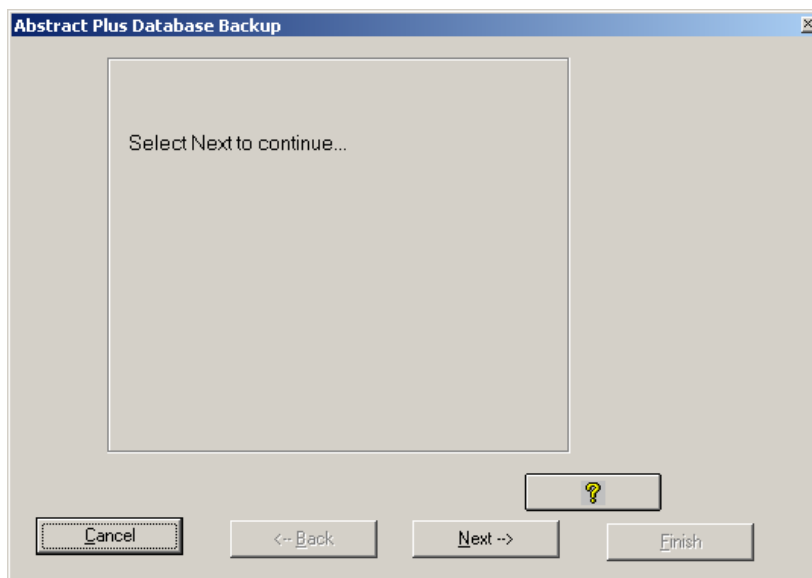 Abstract Plus Database Backup
Select Next to continue...
?
Cancel
<-- Back
Next -->
Finish